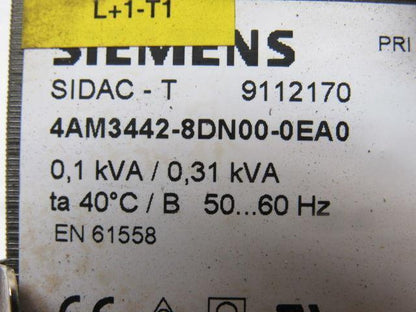 L+1-T1
SIEMENS PRI
SIDAC - T 9112170
4AM3442-8DN00-0EA0
0,1 kVA / 0,31 kVA
ta 40°C / B 50...60 Hz
EN 61558